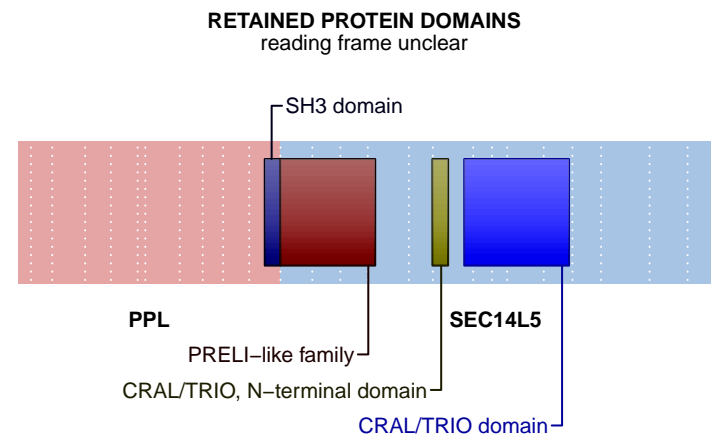 RETAINED PROTEIN DOMAINS
reading frame unclear
SH3 domain
PPL
SEC14L5
PRELI−like family
CRAL/TRIO, N−terminal domain
CRAL/TRIO domain